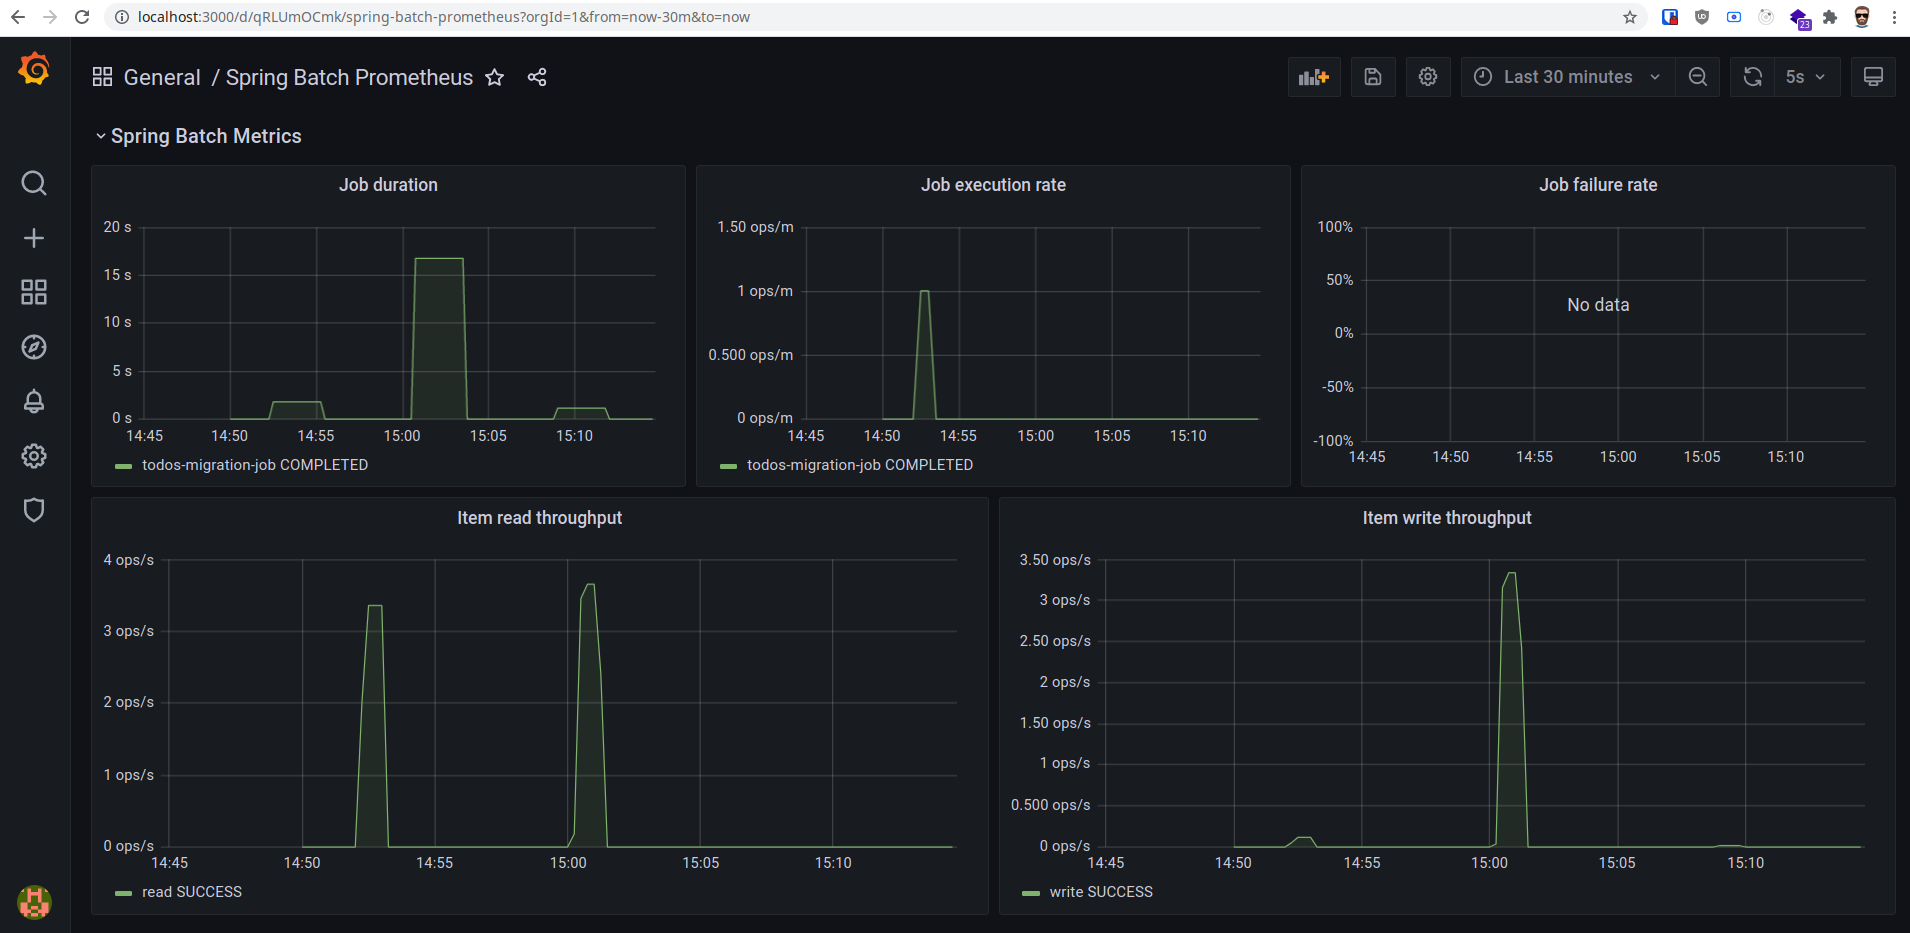 localhost:3000/d/qRLUmOCmk/spring-batch-prometheus?orgId=1&from=now-30m&to=now
23
General / Spring Batch Prometheus
Last 30 minutes
5s
Spring Batch Metrics
Job duration
20 s
15 s
10 s
5 s
0 s
14:45 14:50 14:55 15:00 15:05 15:10
todos-migration-job COMPLETED
Job execution rate
1.50 ops/m
1 ops/m
0.500 ops/m
0 ops/m
14:45 14:50 14:55 15:00 15:05 15:10
todos-migration-job COMPLETED
Job failure rate
100%
50%
No data
0%
-50%
-100%
14:45 14:50 14:55 15:00 15:05 15:10
Item read throughput
4 ops/s
3 ops/s
2 ops/s
1 ops/s
0 ops/s
14:45 14:50 14:55 15:00 15:05 15:10
read SUCCESS
Item write throughput
3.50 ops/s
3 ops/s
2.50 ops/s
2 ops/s
1.50 ops/s
1 ops/s
0.500 ops/s
0 ops/s
14:45 14:50 14:55 15:00 15:05 15:10
write SUCCESS